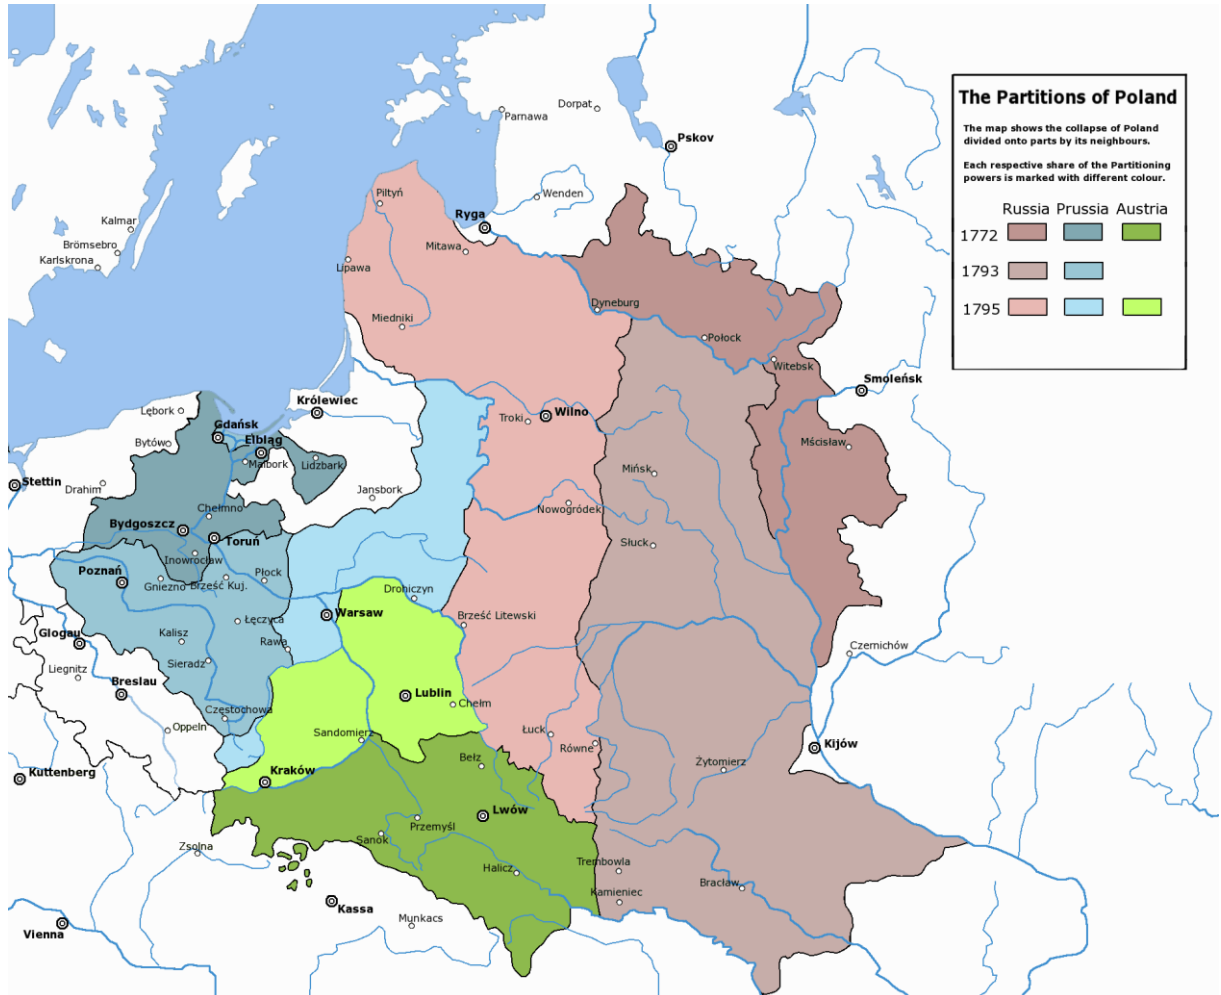 The Partitions of Poland
The map shows the collapse of Poland
divided onto parts by its neighbours.
Each respective share of the Partitioning
powers is marked with different colour.
Russia Prussia Austria
1772
1793
1795
Dorpat
Parnawa
Pskov
Piltyń
Wenden
Ryga
Kalmar
Brömsebro
Karlskrona
Mitawa
Lipawa
Dyneburg
Miedniki
Połock
Witebsk
Smoleńsk
Królewiec
Lębork
Gdańsk
Wilno
Troki
Bytów
Elbląg
Malbork
Lidzbark
Mścisław
Mińsk
Stettin
Drahim
Jansbork
Chełmno
Nowogródek
Bydgoszcz
Toruń
Słuck
Inowrocław
Poznań
Gniezno
Brześć Kuj.
Płock
Drohiczyn
Warsaw
Brześć Litewski
Łęczyca
Glogau
Kalisz
Rawa
Czernichów
Sieradz
Liegnitz
Breslau
Lublin
Chełm
Częstochowa
Oppeln
Sandomierz
Łuck
Równe
Kijów
Bełz
Żytomierz
Kuttenberg
Kraków
Lwów
Przemyśl
Sanok
Zsolna
Halicz
Trembowla
Bracław
Kamieniec
Kassa
Munkacs
Vienna